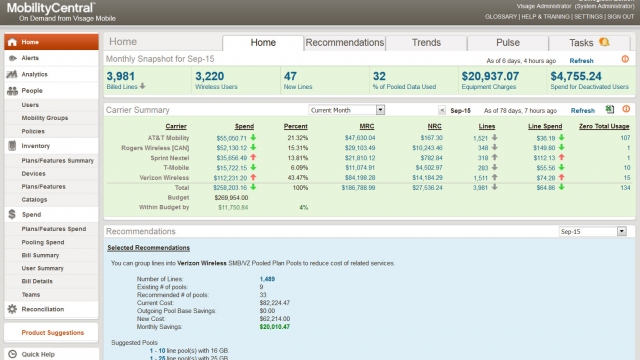 MobilityCentral™
On Demand from Visage Mobile
Visage Administrator (System Administrator)
GLOSSARY | HELP & TRAINING | SETTINGS | SIGN OUT
Home
Alerts
Analytics
People
Users
Mobility Groups
Policies
Inventory
Plans/Features Summary
Devices
Plans/Features
Catalogs
Spend
Plans/Features Spend
Pooling Spend
Bill Summary
User Summary
Bill Details
Teams
Reconciliation
Product Suggestions
Quick Help
Home
Home Recommendations Trends Pulse Tasks
Monthly Snapshot for Sep-15 As of 6 days, 4 hours ago Refresh
3,981 3,220 47 32 $20,937.07 $4,755.24
Billed Lines Wireless Users New Lines % of Pooled Data Used Equipment Charges Spend for Deactivated Users
Carrier Summary Current Month < Sep-15 As of 78 days, 7 hours ago Refresh
Carrier Spend Percent MRC NRC Lines Line Spend Zero Total Usage
AT&T Mobility $55,050.71 21.32% $47,630.04 $167.30 1,521 $36.19 107
Rogers Wireless [CAN] $52,130.12 15.31% $29,103.49 $10,243.46 348 $149.80 1
Sprint Nextel $35,656.49 13.81% $21,210.12 $782.84 318 $112.13 1
T-Mobile $15,722.15 6.09% $11,074.91 $4,502.97 283 $55.56 10
Verizon Wireless $112,231.20 43.47% $84,198.28 $14,184.29 1,511 $74.28 15
Total $258,203.16 100% $186,788.99 $27,536.24 3,981 $64.86 134
Budget $269,954.00
Within Budget by $11,750.84 4%
Recommendations Sep-15
Selected Recommendations
You can group lines into Verizon Wireless SMB/VZ Pooled Plan Pools to reduce cost of related services.
Number of Lines: 1,489
Existing # of pools: 9
Recommended # of pools: 33
Current Cost: $82,224.47
Outgoing Pool Base Savings: $0.00
New Cost: $62,214.00
Monthly Savings: $20,010.47
Suggested Pools
1 - 10 line pool(s) with 16 GB.
1 - 25 line pool(s) with 25 GB.